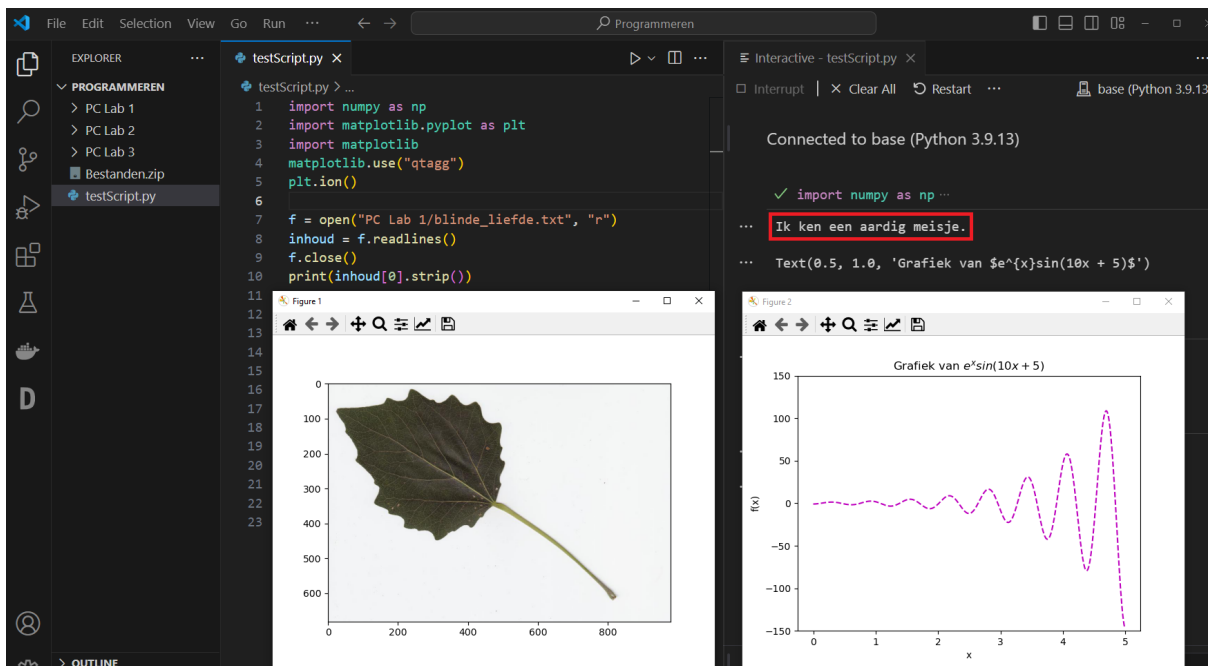 File Edit Selection View Go Run ··· Programmeren
EXPLORER ···
PROGRAMMEREN
PC Lab 1
PC Lab 2
PC Lab 3
Bestanden.zip
testScript.py
OUTLINE
testScript.py
testScript.py > ...
1 import numpy as np
2 import matplotlib.pyplot as plt
3 import matplotlib
4 matplotlib.use("qtagg")
5 plt.ion()
6
7 f = open("PC Lab 1/blinde_liefde.txt", "r")
8 inhoud = f.readlines()
9 f.close()
10 print(inhoud[0].strip())
11
12
13
14
15
16
17
18
19
20
21
22
23
Interactive - testScript.py
Interrupt | Clear All Restart ··· base (Python 3.9.13
Connected to base (Python 3.9.13)
import numpy as np ···
··· Ik ken een aardig meisje.
··· Text(0.5, 1.0, 'Grafiek van $e^{x}sin(10x + 5)$')
Figure 1
0
100
200
300
400
500
600
0 200 400 600 800
Figure 2
Grafiek van e^x sin(10x + 5)
150
100
50
0
−50
−100
−150
f(x)
0 1 2 3 4 5
x